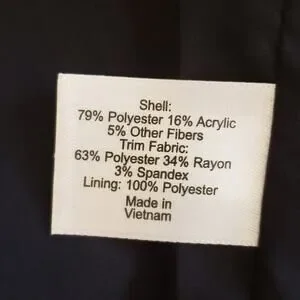 Shell:
79% Polyester 16% Acrylic
5% Other Fibers
Trim Fabric:
63% Polyester 34% Rayon
3% Spandex
Lining: 100% Polyester
Made in
Vietnam